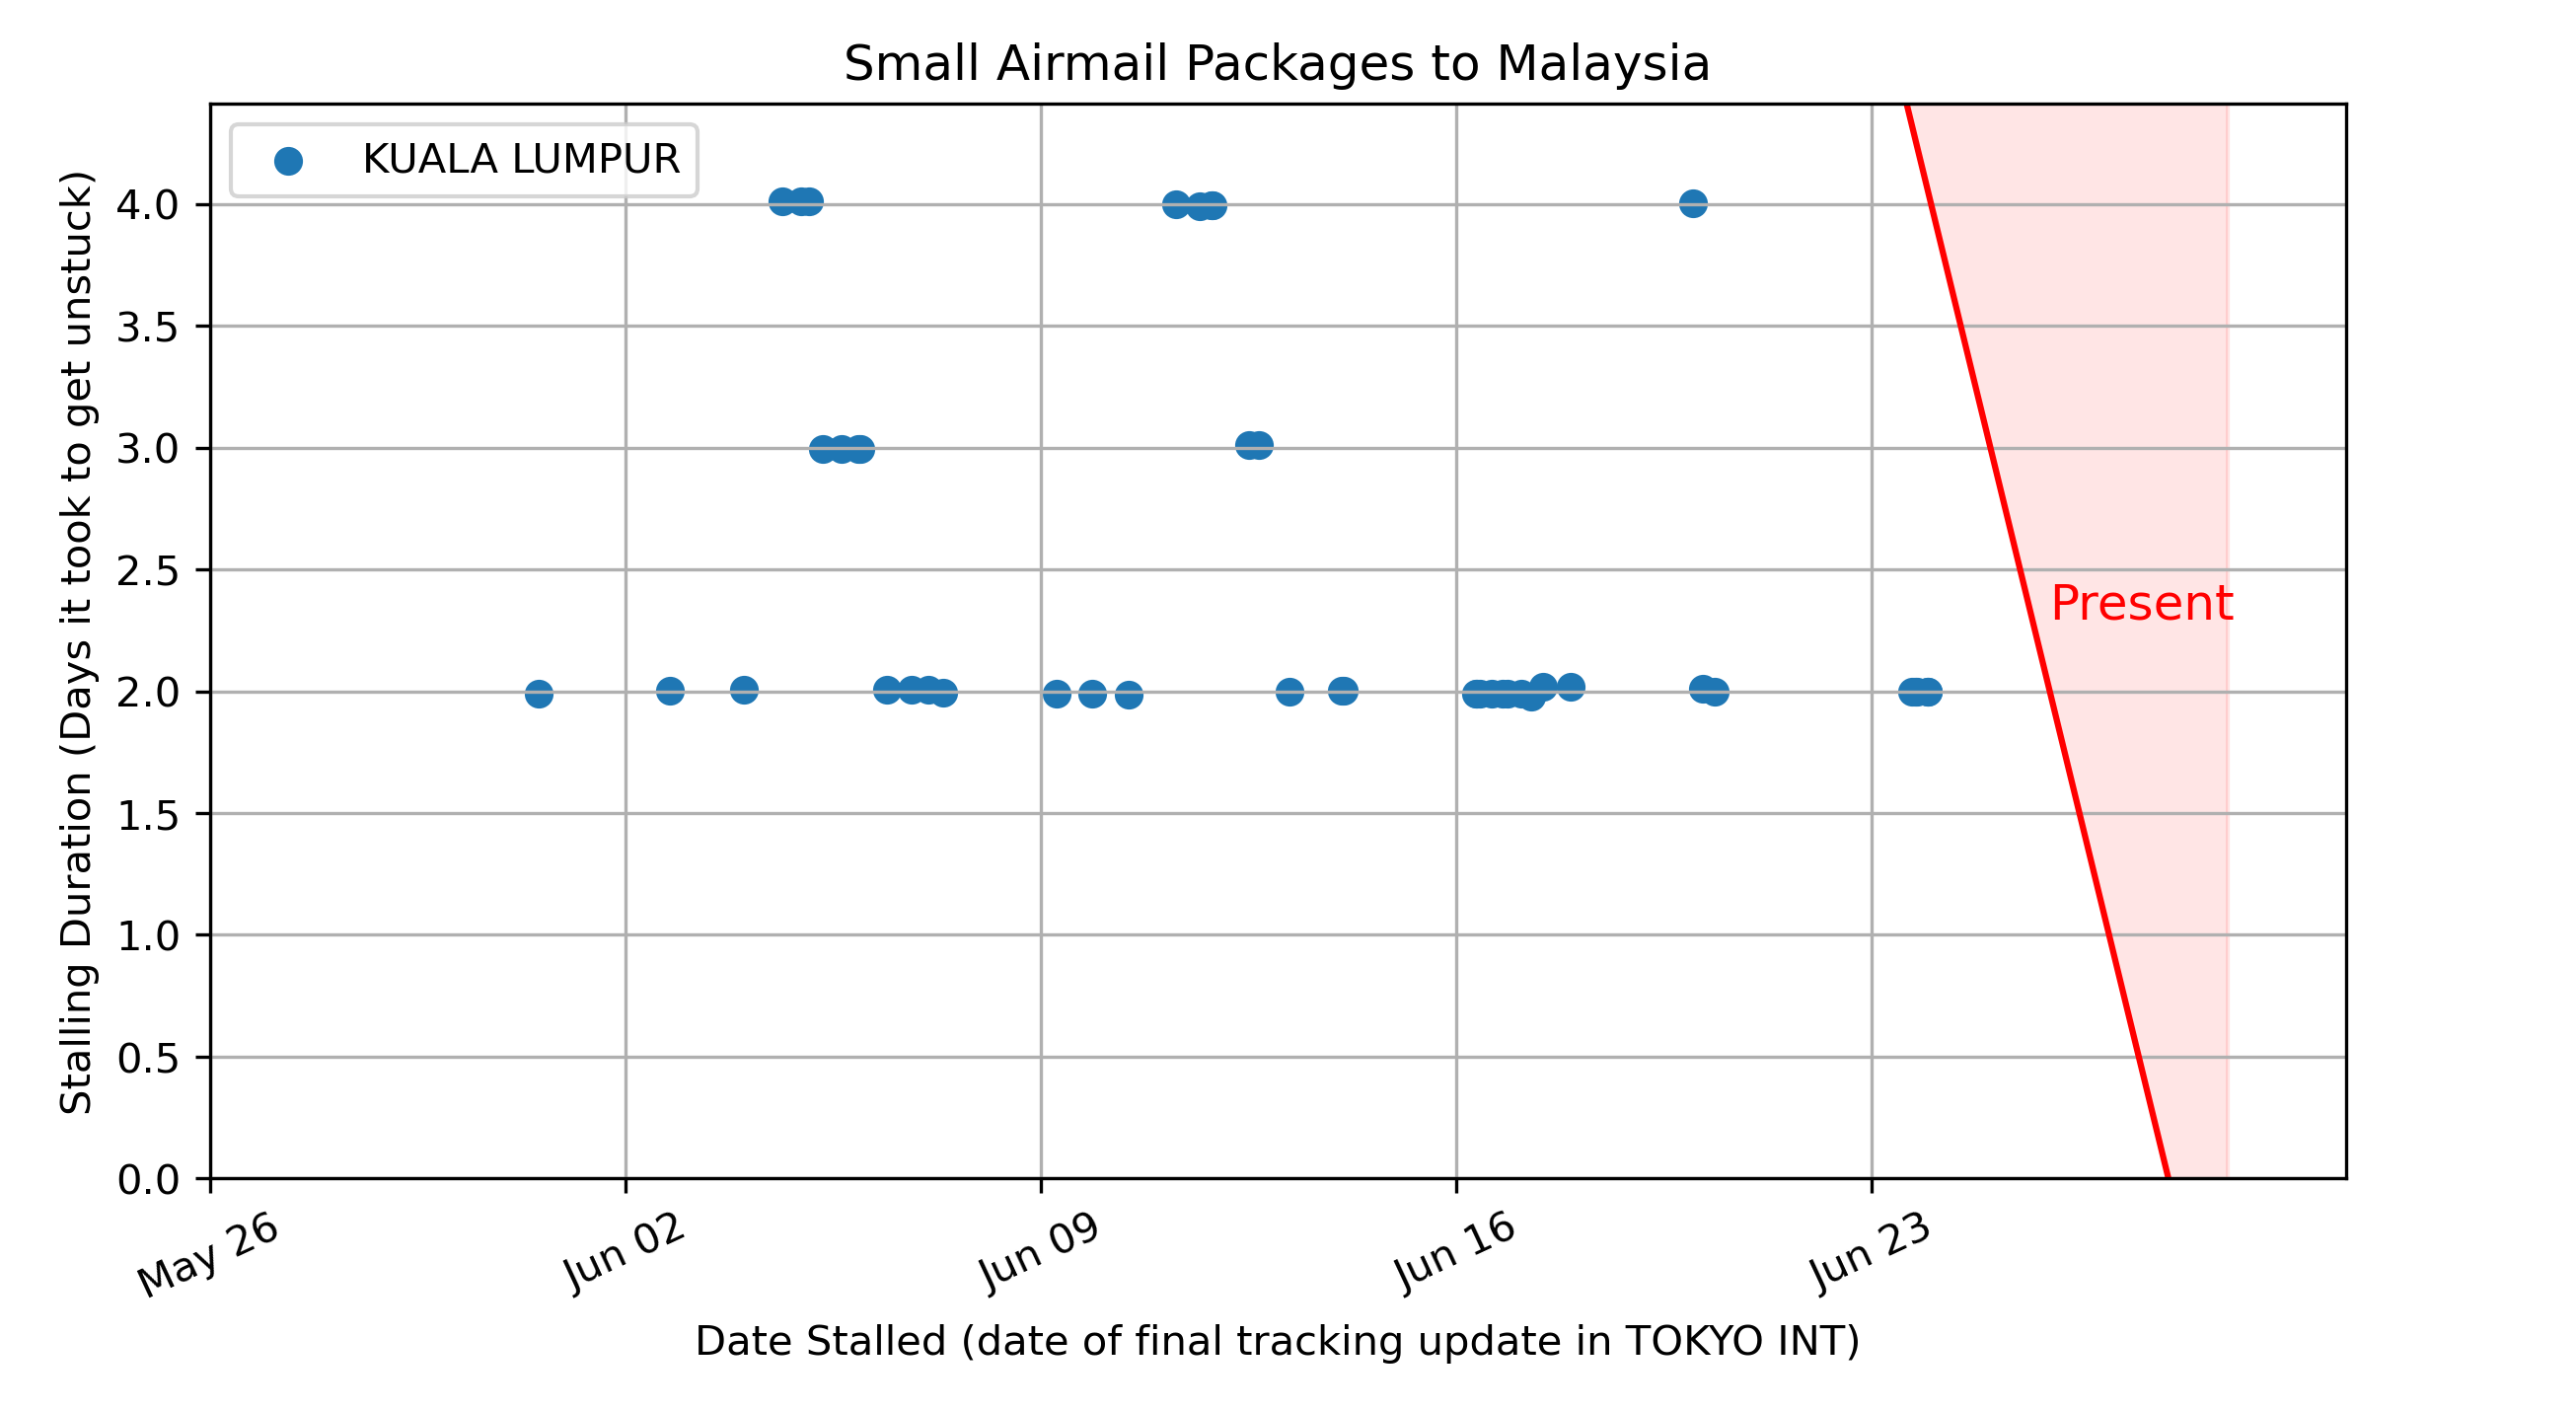 Small Airmail Packages to Malaysia
KUALA LUMPUR
Stalling Duration (Days it took to get unstuck)
4.0
3.5
3.0
2.5
2.0
1.5
1.0
0.5
0.0
Present
May 26
Jun 02
Jun 09
Jun 16
Jun 23
Date Stalled (date of final tracking update in TOKYO INT)